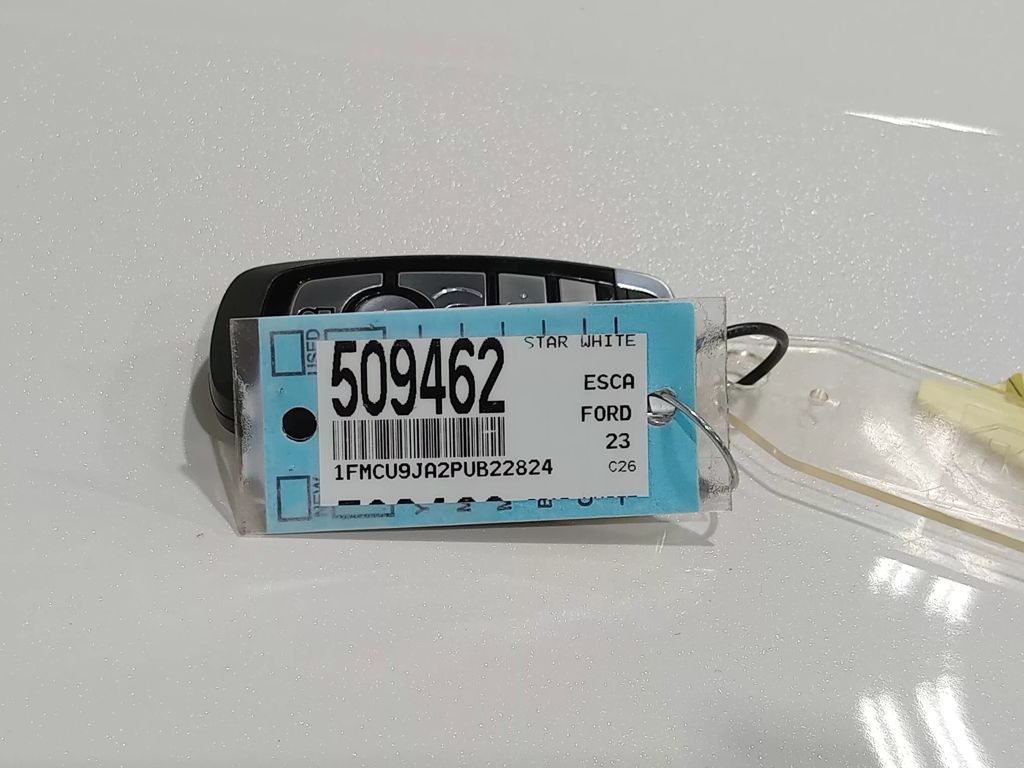 USED
509462
STAR WHITE
ESCA
FORD
23
1FMCU9JA2PUB22824
C26
NEW